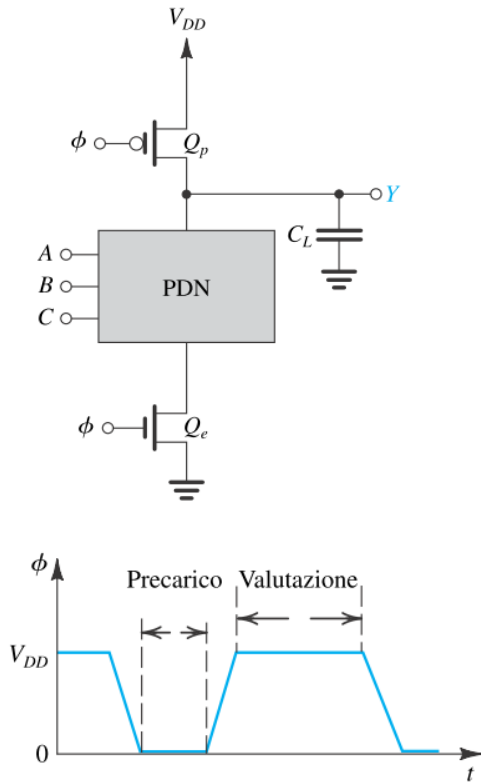 V_DD
ϕ
Q_p
Y
C_L
A
B
C
PDN
ϕ
Q_e
ϕ
Precarico Valutazione
V_DD
0
t